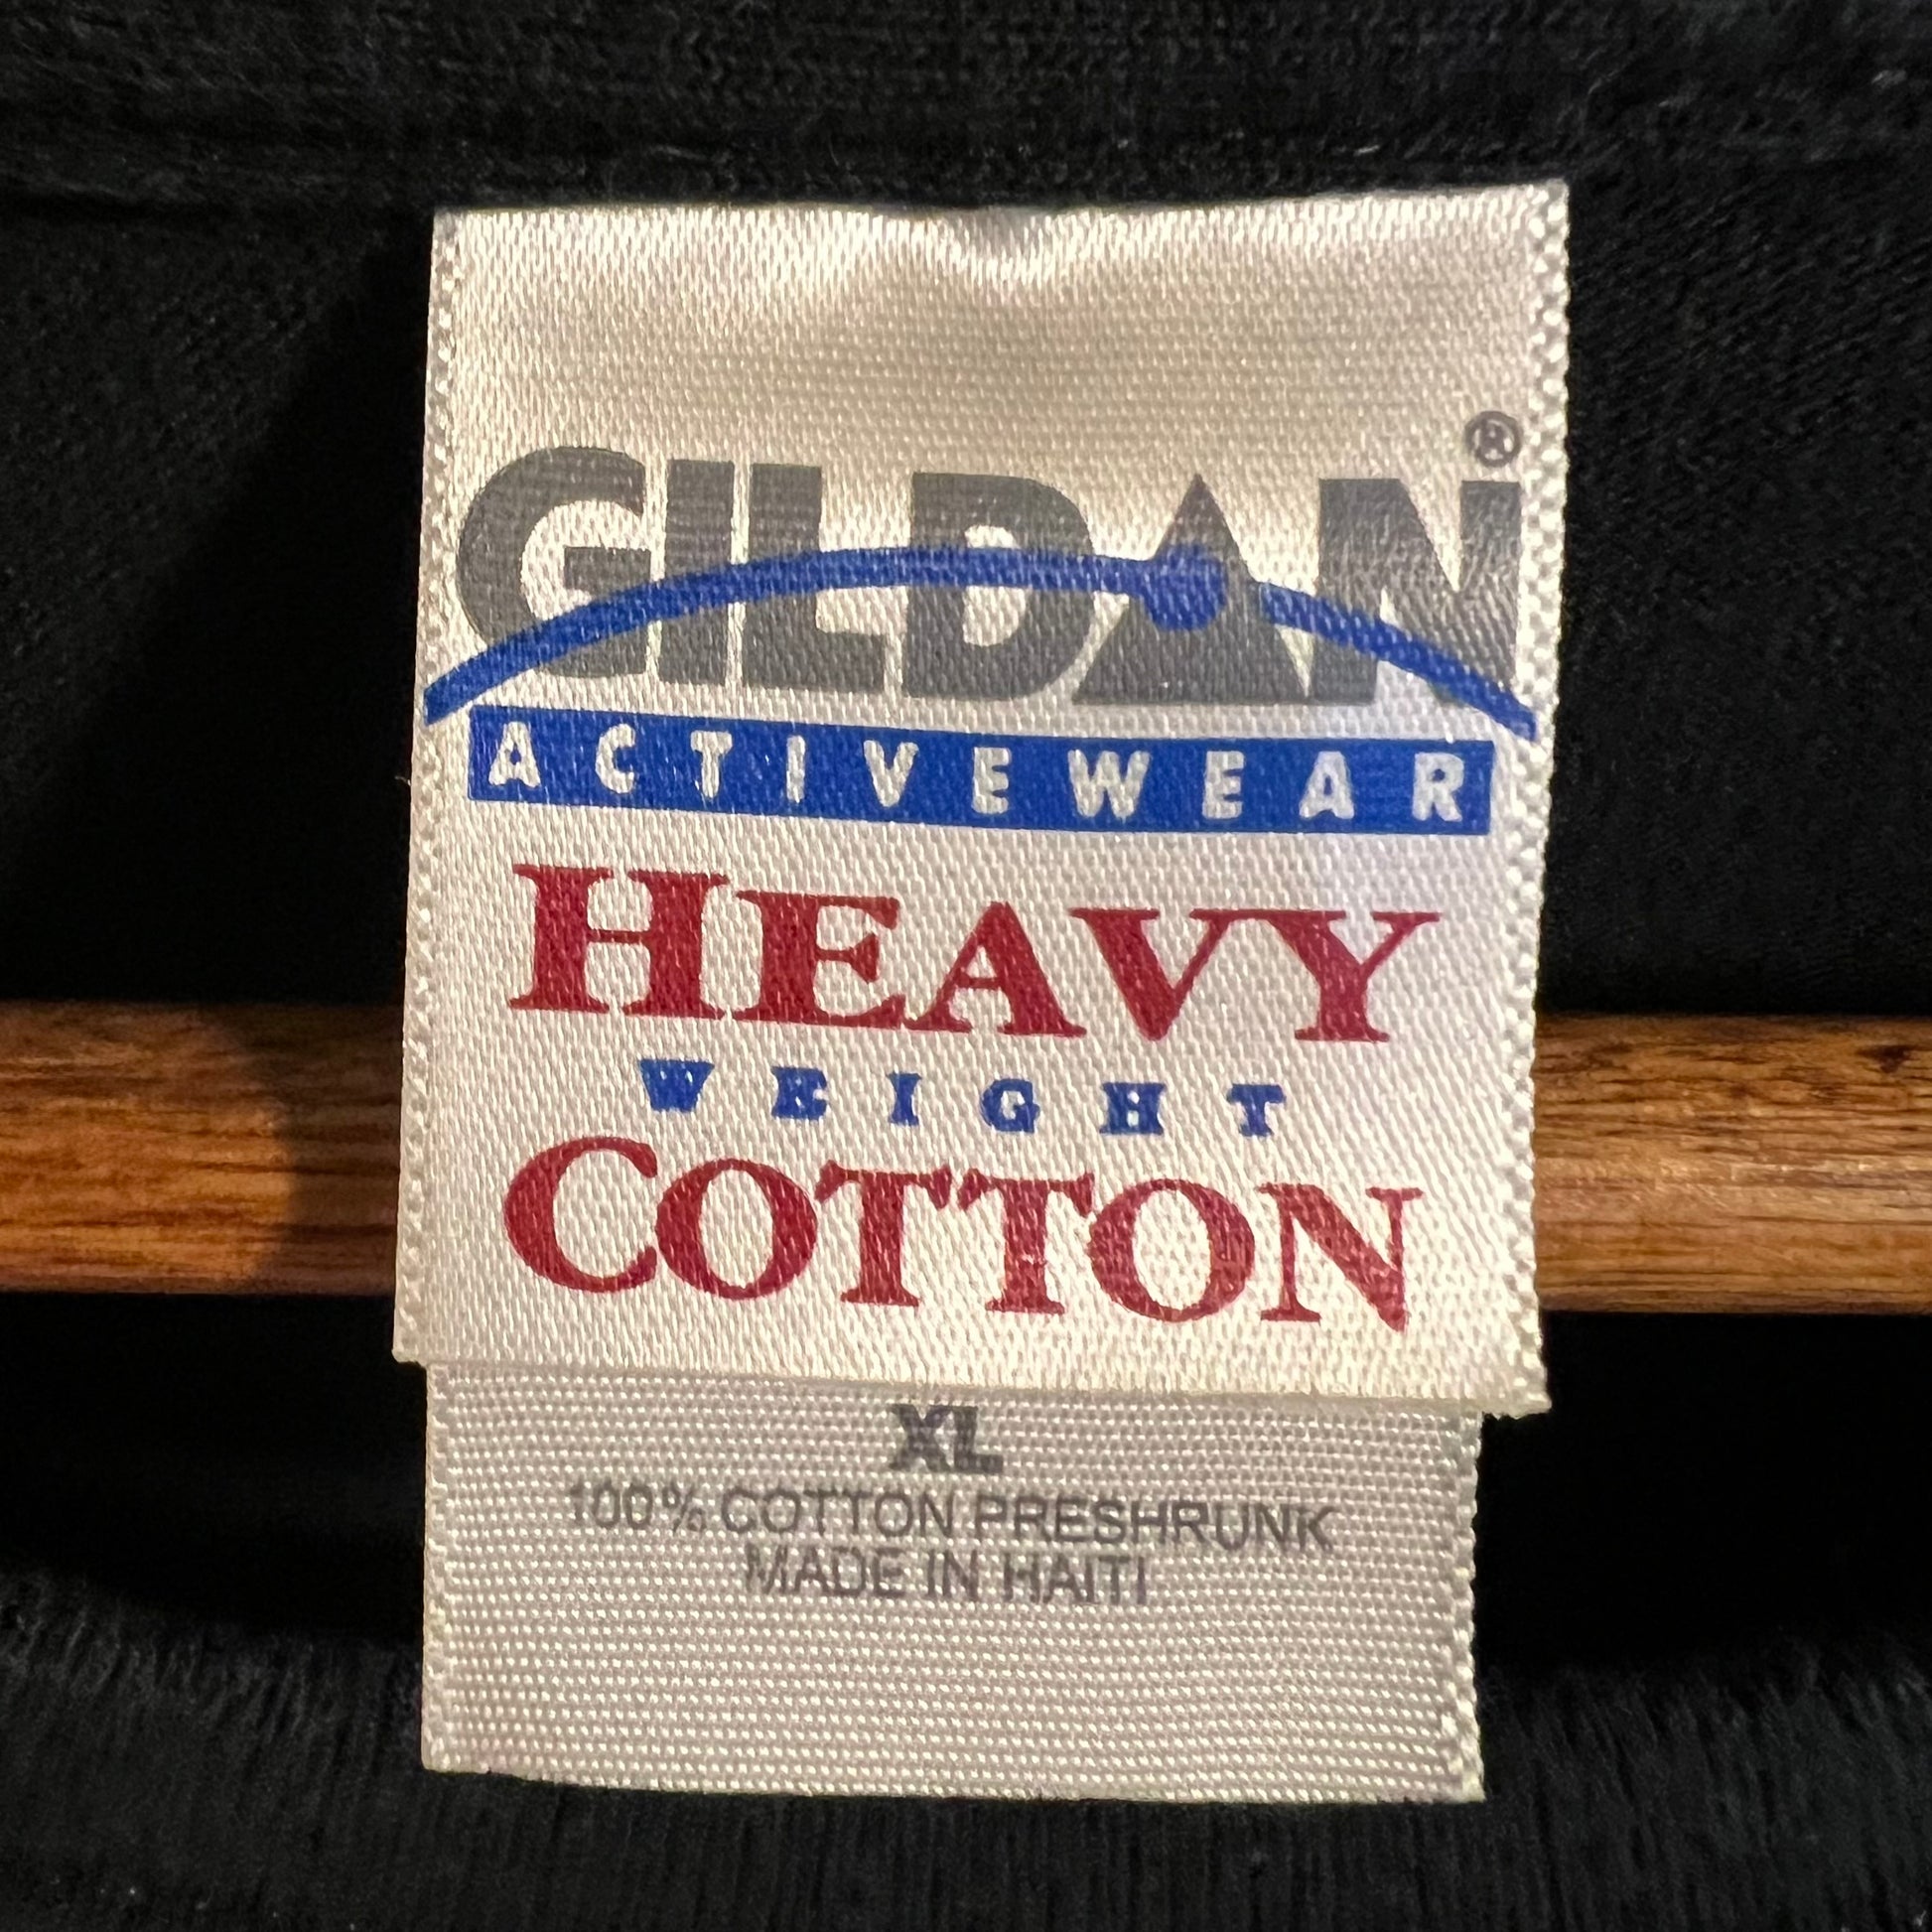 GILDAN®
ACTIVEWEAR
HEAVY
WEIGHT
COTTON
XL
100% COTTON PRESHRUNK
MADE IN HAITI